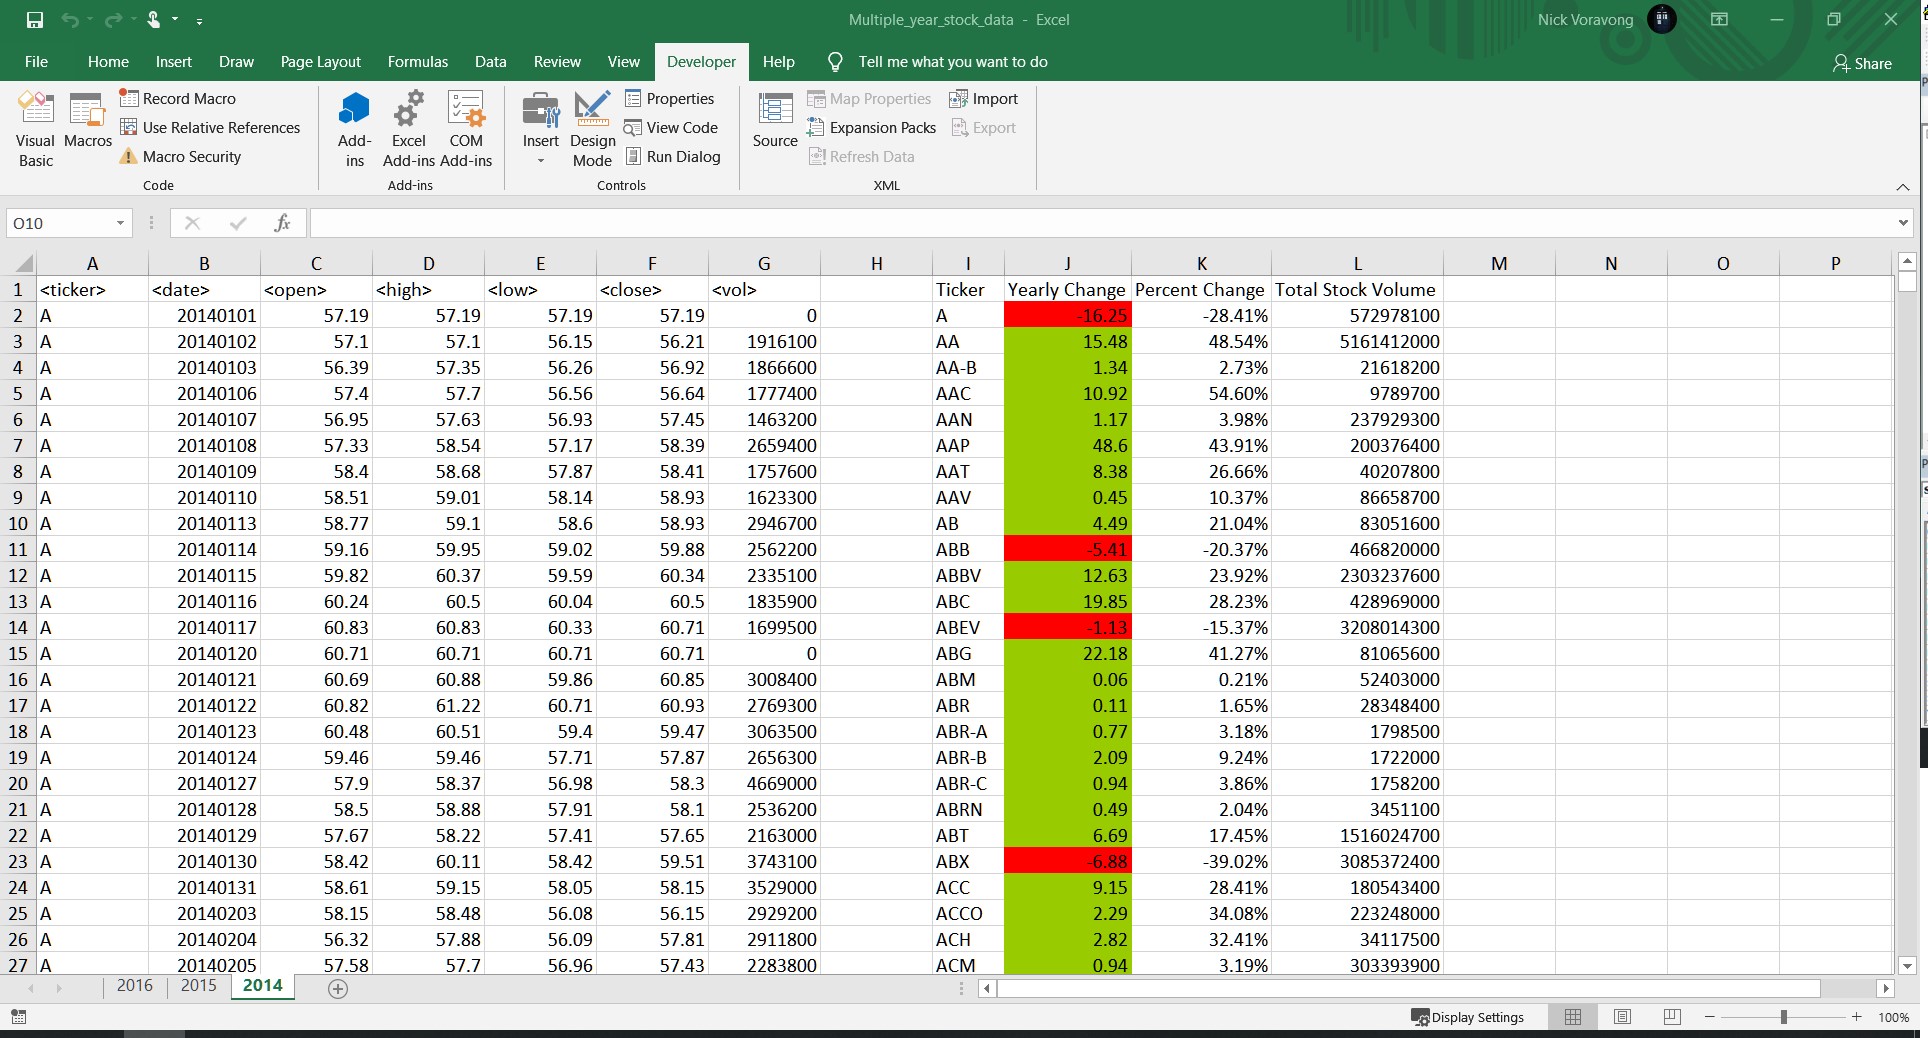 Multiple_year_stock_data - Excel
Nick Voravong
File Home Insert Draw Page Layout Formulas Data Review View Developer Help Tell me what you want to do Share
Visual Basic
Macros
Record Macro
Use Relative References
Macro Security
Code
Add-ins
Excel Add-ins
COM Add-ins
Add-ins
Insert
Design Mode
Properties
View Code
Run Dialog
Controls
Source
Map Properties
Expansion Packs
Refresh Data
Import
Export
XML
O10
fx
A B C D E F G H I J K L M N O P
1 <ticker> <date> <open> <high> <low> <close> <vol> Ticker Yearly Change Percent Change Total Stock Volume
2 A 20140101 57.19 57.19 57.19 57.19 0 A -16.25 -28.41% 572978100
3 A 20140102 57.1 57.1 56.15 56.21 1916100 AA 15.48 48.54% 5161412000
4 A 20140103 56.39 57.35 56.26 56.92 1866600 AA-B 1.34 2.73% 21618200
5 A 20140106 57.4 57.7 56.56 56.64 1777400 AAC 10.92 54.60% 9789700
6 A 20140107 56.95 57.63 56.93 57.45 1463200 AAN 1.17 3.98% 237929300
7 A 20140108 57.33 58.54 57.17 58.39 2659400 AAP 48.6 43.91% 200376400
8 A 20140109 58.4 58.68 57.87 58.41 1757600 AAT 8.38 26.66% 40207800
9 A 20140110 58.51 59.01 58.14 58.93 1623300 AAV 0.45 10.37% 86658700
10 A 20140113 58.77 59.1 58.6 58.93 2946700 AB 4.49 21.04% 83051600
11 A 20140114 59.16 59.95 59.02 59.88 2562200 ABB -5.41 -20.37% 466820000
12 A 20140115 59.82 60.37 59.59 60.34 2335100 ABBV 12.63 23.92% 2303237600
13 A 20140116 60.24 60.5 60.04 60.5 1835900 ABC 19.85 28.23% 428969000
14 A 20140117 60.83 60.83 60.33 60.71 1699500 ABEV -1.13 -15.37% 3208014300
15 A 20140120 60.71 60.71 60.71 60.71 0 ABG 22.18 41.27% 81065600
16 A 20140121 60.69 60.88 59.86 60.85 3008400 ABM 0.06 0.21% 52403000
17 A 20140122 60.82 61.22 60.71 60.93 2769300 ABR 0.11 1.65% 28348400
18 A 20140123 60.48 60.51 59.4 59.47 3063500 ABR-A 0.77 3.18% 1798500
19 A 20140124 59.46 59.46 57.71 57.87 2656300 ABR-B 2.09 9.24% 1722000
20 A 20140127 57.9 58.37 56.98 58.3 4669000 ABR-C 0.94 3.86% 1758200
21 A 20140128 58.5 58.88 57.91 58.1 2536200 ABRN 0.49 2.04% 3451100
22 A 20140129 57.67 58.22 57.41 57.65 2163000 ABT 6.69 17.45% 1516024700
23 A 20140130 58.42 60.11 58.42 59.51 3743100 ABX -6.88 -39.02% 3085372400
24 A 20140131 58.61 59.15 58.05 58.15 3529000 ACC 9.15 28.41% 180543400
25 A 20140203 58.15 58.48 56.08 56.15 2929200 ACCO 2.29 34.08% 223248000
26 A 20140204 56.32 57.88 56.09 57.81 2911800 ACH 2.82 32.41% 34117500
27 A 20140205 57.58 57.7 56.96 57.43 2283800 ACM 0.94 3.19% 303393900
2016 2015 2014
Display Settings
100%